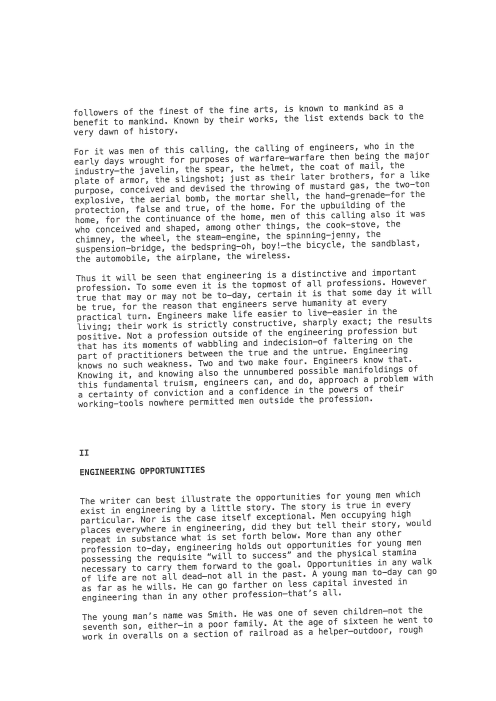 followers of the finest of the fine arts, is known to mankind as a
benefit to mankind. Known by their works, the list extends back to the
very dawn of history.
For it was men of this calling, the calling of engineers, who in the
early days wrought for purposes of warfare—warfare then being the major
industry—the javelin, the spear, the helmet, the coat of mail, the
plate of armor, the slingshot; just as their later brothers, for a like
purpose, conceived and devised the throwing of mustard gas, the two-ton
explosive, the aerial bomb, the mortar shell, the hand-grenade—for the
protection, false and true, of the home. For the upbuilding of the
home, for the continuance of the home, men of this calling also it was
who conceived and shaped, among other things, the cook-stove, the
chimney, the wheel, the steam-engine, the spinning-jenny, the
suspension-bridge, the bedspring—oh, boy!—the bicycle, the sandblast,
the automobile, the airplane, the wireless.
Thus it will be seen that engineering is a distinctive and important
profession. To some even it is the topmost of all professions. However
true that may or may not be to-day, certain it is that some day it will
be true, for the reason that engineers serve humanity at every
practical turn. Engineers make life easier to live—easier in the
living; their work is strictly constructive, sharply exact; the results
positive. Not a profession outside of the engineering profession but
that has its moments of wabbling and indecision—of faltering on the
part of practitioners between the true and the untrue. Engineering
knows no such weakness. Two and two make four. Engineers know that.
Knowing it, and knowing also the unnumbered possible manifoldings of
this fundamental truism, engineers can, and do, approach a problem with
a certainty of conviction and a confidence in the powers of their
working-tools nowhere permitted men outside the profession.
II
ENGINEERING OPPORTUNITIES
The writer can best illustrate the opportunities for young men which
exist in engineering by a little story. The story is true in every
particular. Nor is the case itself exceptional. Men occupying high
places everywhere in engineering, did they but tell their story, would
repeat in substance what is set forth below. More than any other
profession to-day, engineering holds out opportunities for young men
possessing the requisite “will to success” and the physical stamina
necessary to carry them forward to the goal. Opportunities in any walk
of life are not all dead—not all in the past. A young man to-day can go
as far as he wills. He can go farther on less capital invested in
engineering than in any other profession—that’s all.
The young man’s name was Smith. He was one of seven children—not the
seventh son, either—in a poor family. At the age of sixteen he went to
work in overalls on a section of railroad as a helper—outdoor, rough